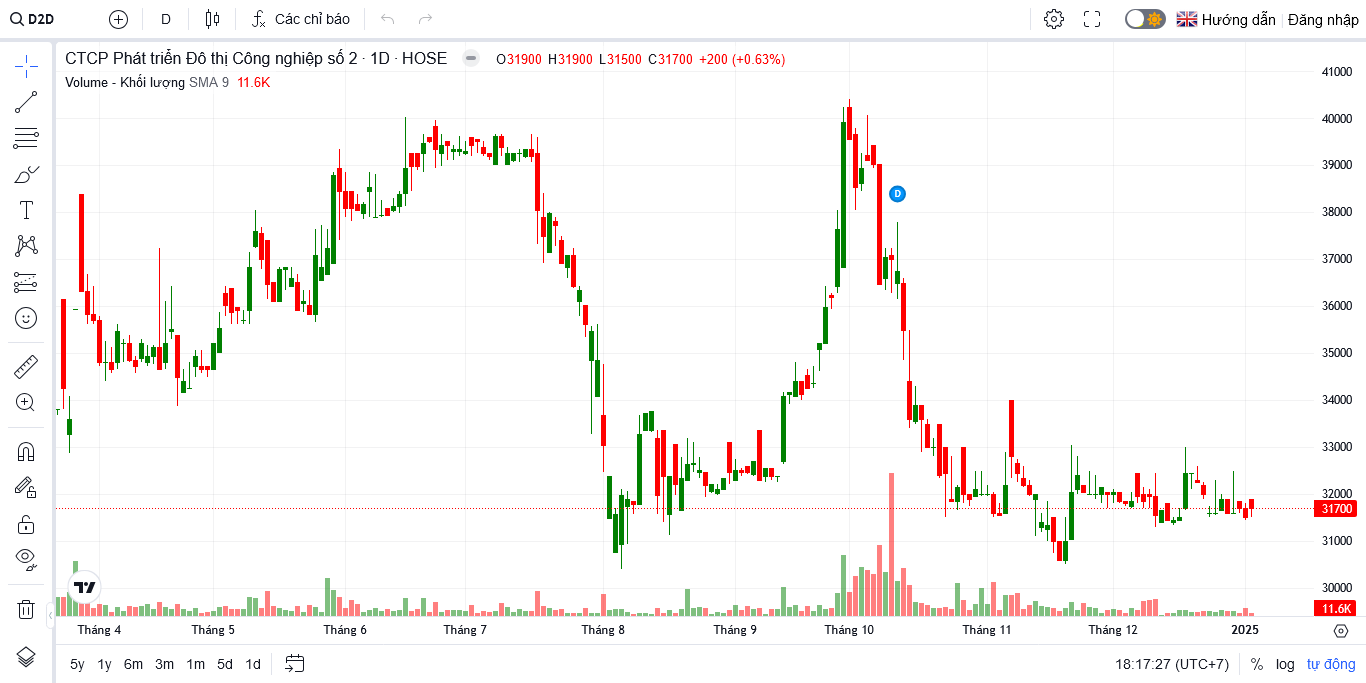 D2D D Các chỉ báo Hướng dẫn Đăng nhập
CTCP Phát triển Đô thị Công nghiệp số 2 · 1D · HOSE O31900 H31900 L31500 C31700 +200 (+0.63%)
Volume - Khối lượng SMA 9 11.6K
41000
40000
39000
D
38000
37000
36000
35000
34000
33000
32000
31700
31000
30000
11.6K
Tháng 4 Tháng 5 Tháng 6 Tháng 7 Tháng 8 Tháng 9 Tháng 10 Tháng 11 Tháng 12 2025
5y 1y 6m 3m 1m 5d 1d 18:17:27 (UTC+7) % log tự động